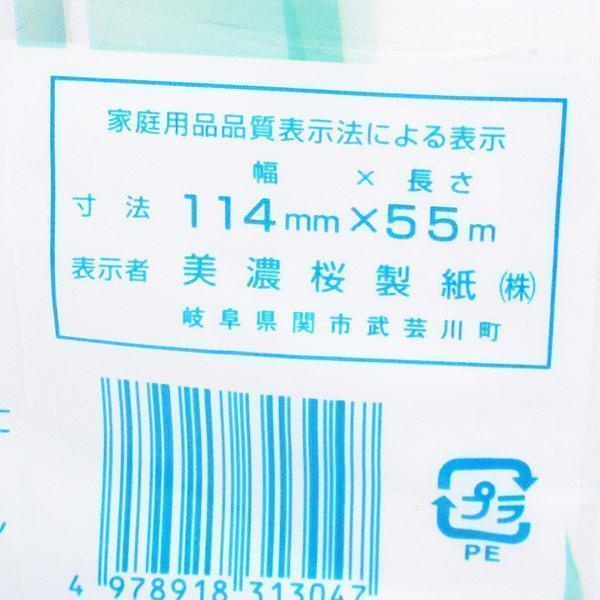 家庭用品品質表示法による表示
幅 × 長さ
寸法 114mm×55m
表示者 美濃桜製紙㈱
岐阜県関市武芸川町
プラ
PE
4 978918 313047